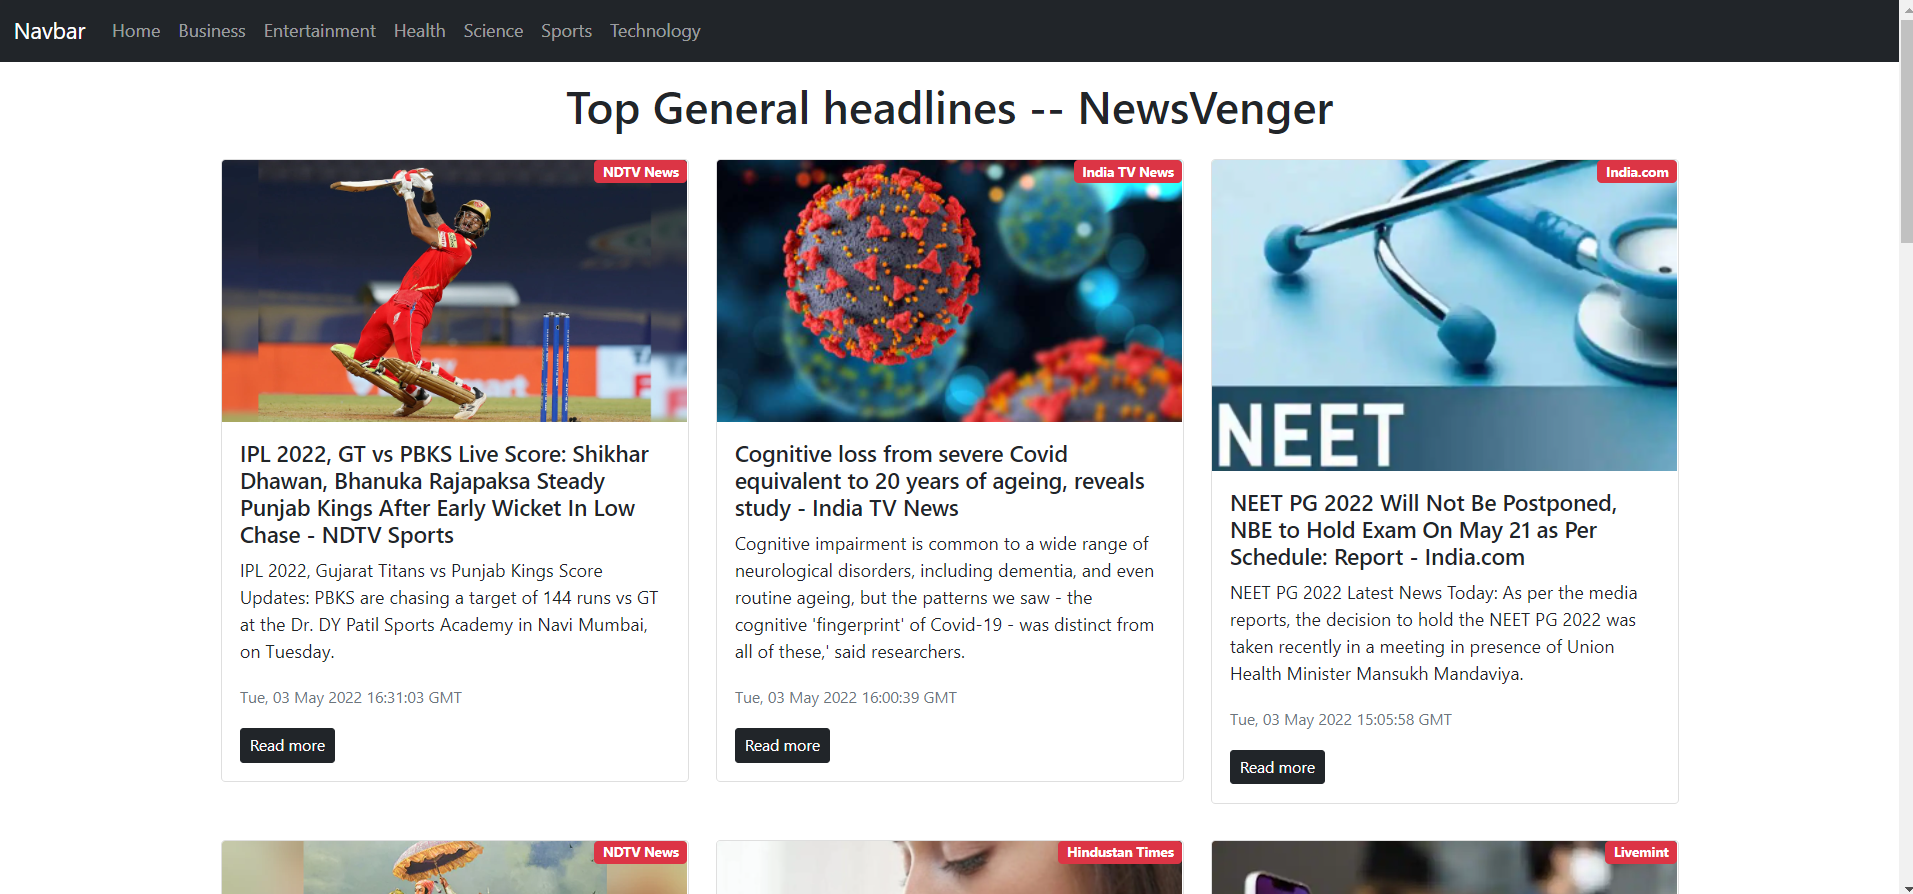 Navbar Home Business Entertainment Health Science Sports Technology
Top General headlines -- NewsVenger
NDTV News
IPL 2022, GT vs PBKS Live Score: Shikhar
Dhawan, Bhanuka Rajapaksa Steady
Punjab Kings After Early Wicket In Low
Chase - NDTV Sports
IPL 2022, Gujarat Titans vs Punjab Kings Score
Updates: PBKS are chasing a target of 144 runs vs GT
at the Dr. DY Patil Sports Academy in Navi Mumbai,
on Tuesday.
Tue, 03 May 2022 16:31:03 GMT
Read more
India TV News
Cognitive loss from severe Covid
equivalent to 20 years of ageing, reveals
study - India TV News
Cognitive impairment is common to a wide range of
neurological disorders, including dementia, and even
routine ageing, but the patterns we saw - the
cognitive 'fingerprint' of Covid-19 - was distinct from
all of these,' said researchers.
Tue, 03 May 2022 16:00:39 GMT
Read more
India.com
NEET
NEET PG 2022 Will Not Be Postponed,
NBE to Hold Exam On May 21 as Per
Schedule: Report - India.com
NEET PG 2022 Latest News Today: As per the media
reports, the decision to hold the NEET PG 2022 was
taken recently in a meeting in presence of Union
Health Minister Mansukh Mandaviya.
Tue, 03 May 2022 15:05:58 GMT
Read more
NDTV News
Hindustan Times
Livemint